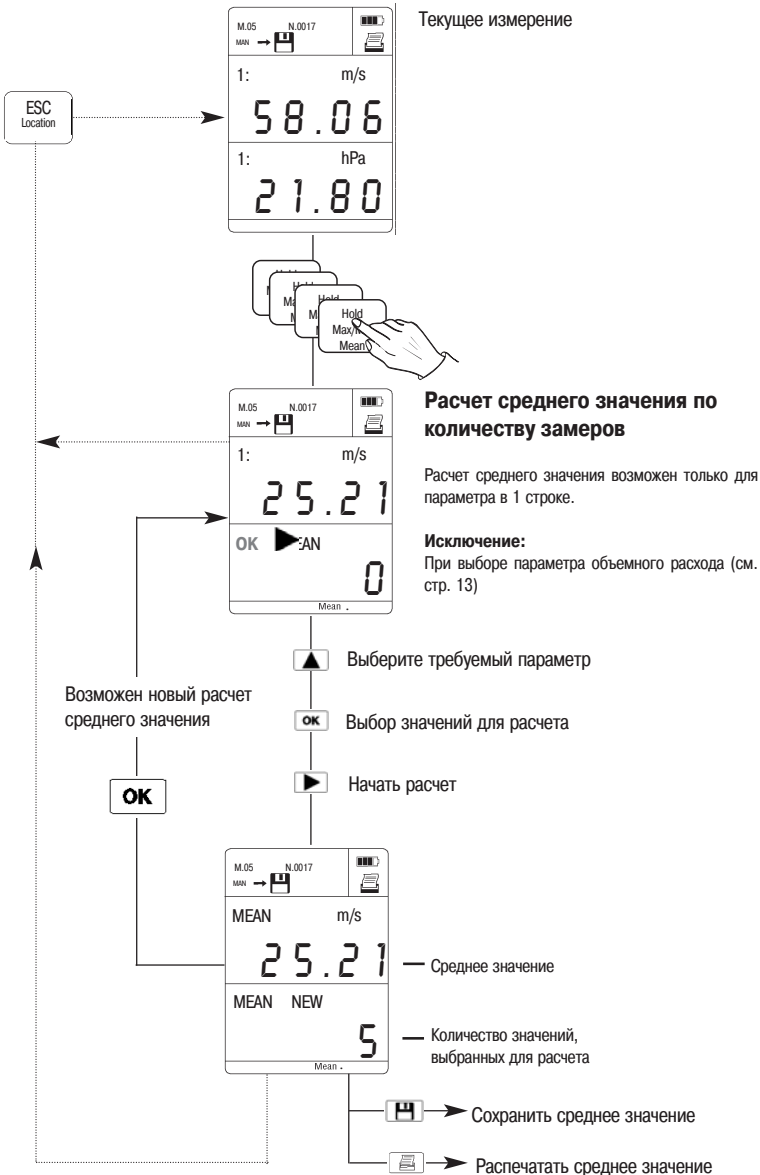 Текущее измерение
M.05 N.0017
MAN
1: m/s
58.06
ESC
Location
1: hPa
21.80
Hold
Max/M
Mean
M.05 N.0017
MAN
1: m/s
25.21
OK
0
Mean
Расчет среднего значения по
количеству замеров
Расчет среднего значения возможен только для
параметра в 1 строке.
Исключение:
При выборе параметра объемного расхода (см.
стр. 13)
Выберите требуемый параметр
Возможен новый расчет
среднего значения
OK Выбор значений для расчета
Начать расчет
OK
M.05 N.0017
MAN
MEAN m/s
25.21
Среднее значение
MEAN NEW
5
Количество значений,
выбранных для расчета
Mean
Сохранить среднее значение
Распечатать среднее значение